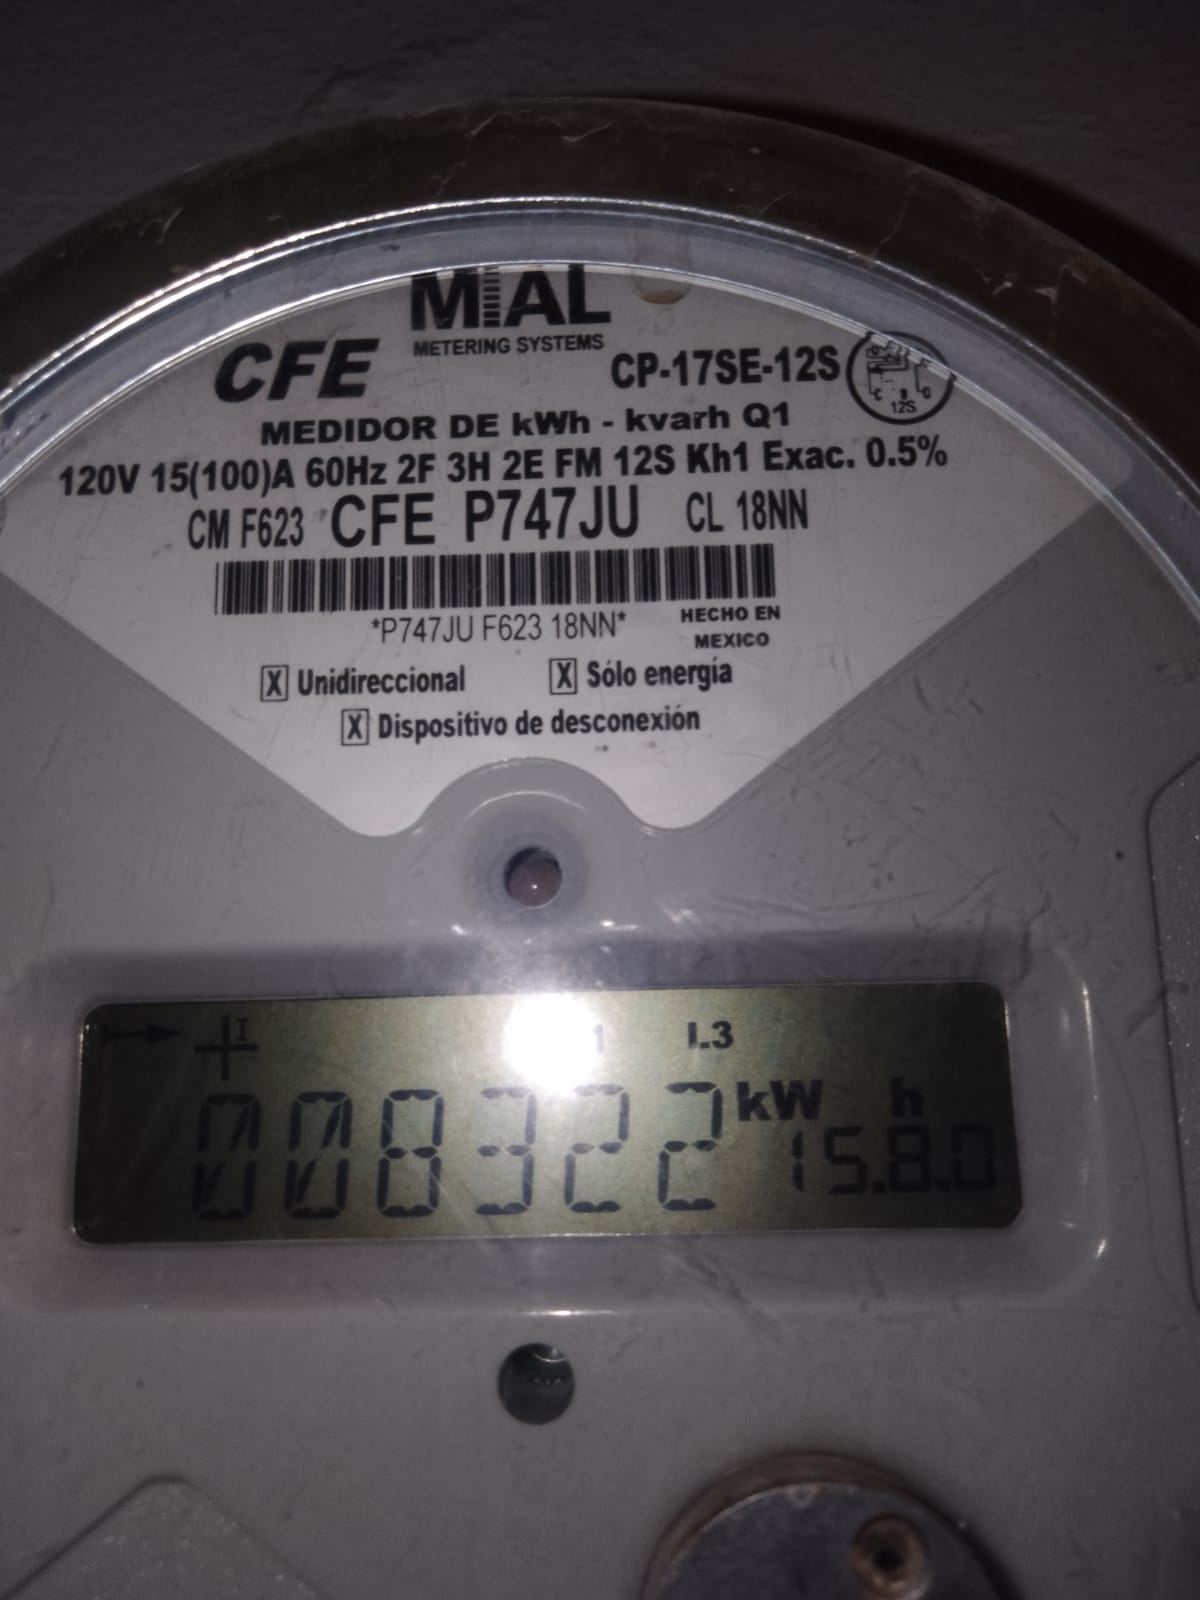 MIAL
METERING SYSTEMS
CFE
CP-17SE-12S
12S
MEDIDOR DE kWh - kvarh Q1
120V 15(100)A 60Hz 2F 3H 2E FM 12S Kh1 Exac. 0.5%
CM F623 CFE P747JU CL 18NN
*P747JU F623 18NN*
HECHO EN
MEXICO
X Unidireccional X Sólo energía
X Dispositivo de desconexión
L3
008322 kW h
15.8.0